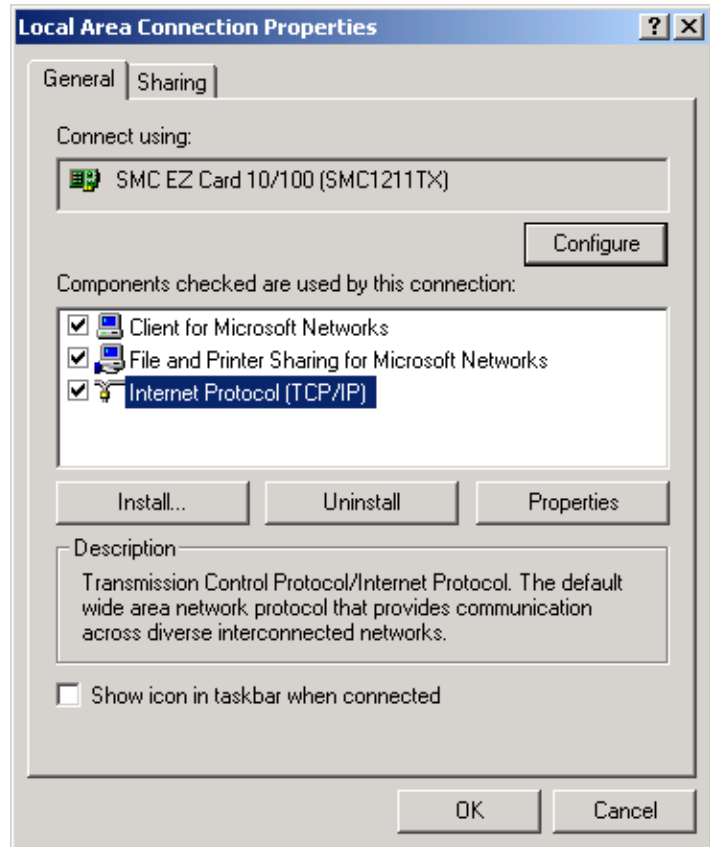 Local Area Connection Properties
?
General
Sharing
Connect using:
SMC EZ Card 10/100 (SMC1211TX)
Configure
Components checked are used by this connection:
Client for Microsoft Networks
File and Printer Sharing for Microsoft Networks
Internet Protocol (TCP/IP)
Install...
Uninstall
Properties
Description
Transmission Control Protocol/Internet Protocol. The default
wide area network protocol that provides communication
across diverse interconnected networks.
Show icon in taskbar when connected
OK
Cancel